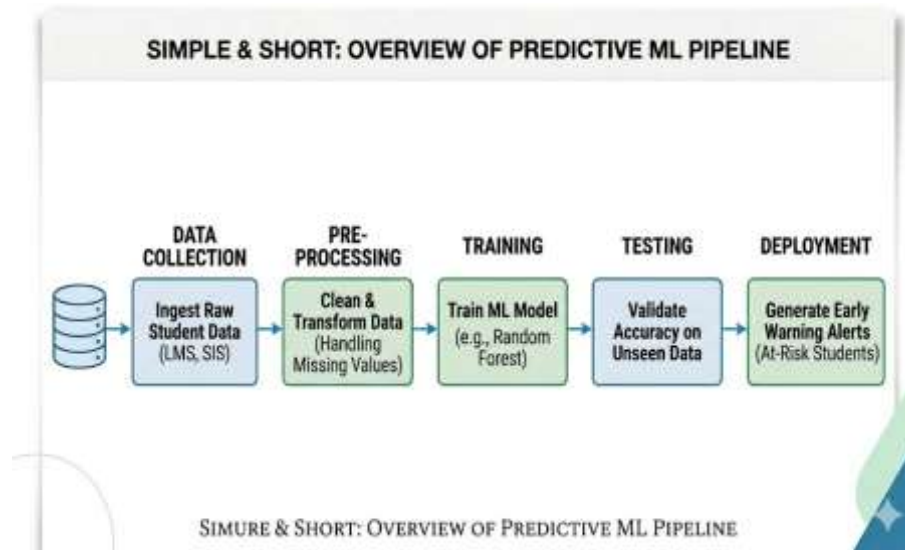 SIMPLE & SHORT: OVERVIEW OF PREDICTIVE ML PIPELINE
DATA
COLLECTION
Ingest Raw
Student Data
(LMS, SIS)
PRE-
PROCESSING
Clean &
Transform Data
(Handling
Missing Values)
TRAINING
Train ML Model
(e.g., Random
Forest)
TESTING
Validate
Accuracy on
Unseen Data
DEPLOYMENT
Generate Early
Warning Alerts
(At-Risk Students)
SIMURE & SHORT: OVERVIEW OF PREDICTIVE ML PIPELINE